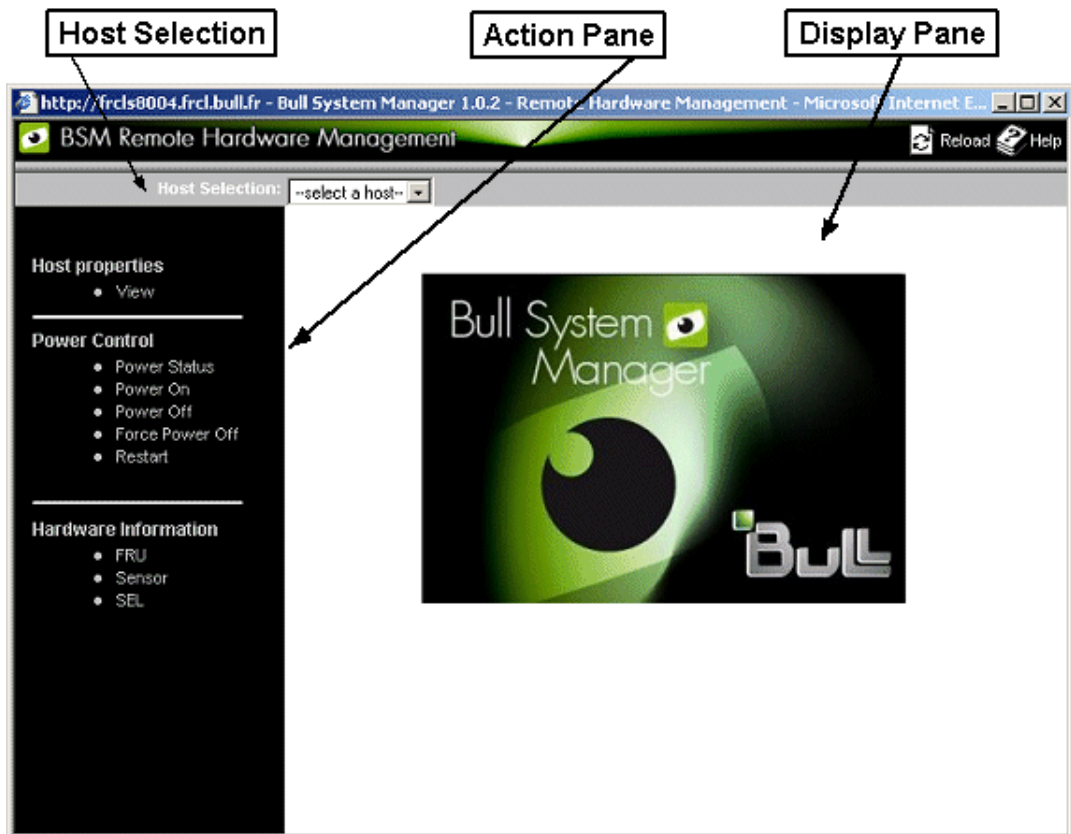 Host Selection
Action Pane
Display Pane
http://frcls8004.frcl.bull.fr - Bull System Manager 1.0.2 - Remote Hardware Management - Microsoft Internet E...
BSM Remote Hardware Management
Reload
Help
Host Selection:
--select a host--
Host properties
View
Power Control
Power Status
Power On
Power Off
Force Power Off
Restart
Hardware Information
FRU
Sensor
SEL
Bull System
Manager
Bull